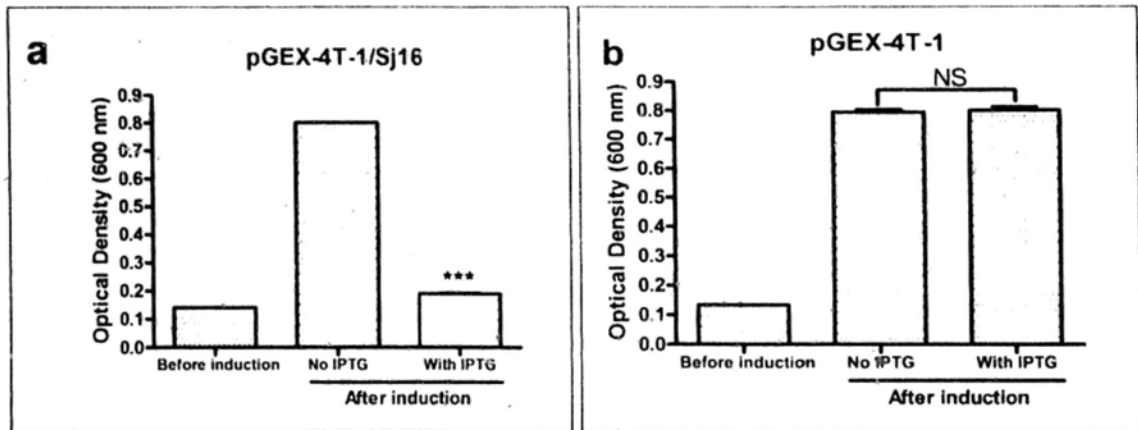 a
pGEX-4T-1/Sj16
Optical Density (600 nm)
0.9
0.8
0.7
0.6
0.5
0.4
0.3
0.2
0.1
0.0
***
Before induction
No IPTG
With IPTG
After induction
b
pGEX-4T-1
NS
Optical Density (600 nm)
0.9
0.8
0.7
0.6
0.5
0.4
0.3
0.2
0.1
0.0
Before induction
No IPTG
With IPTG
After induction